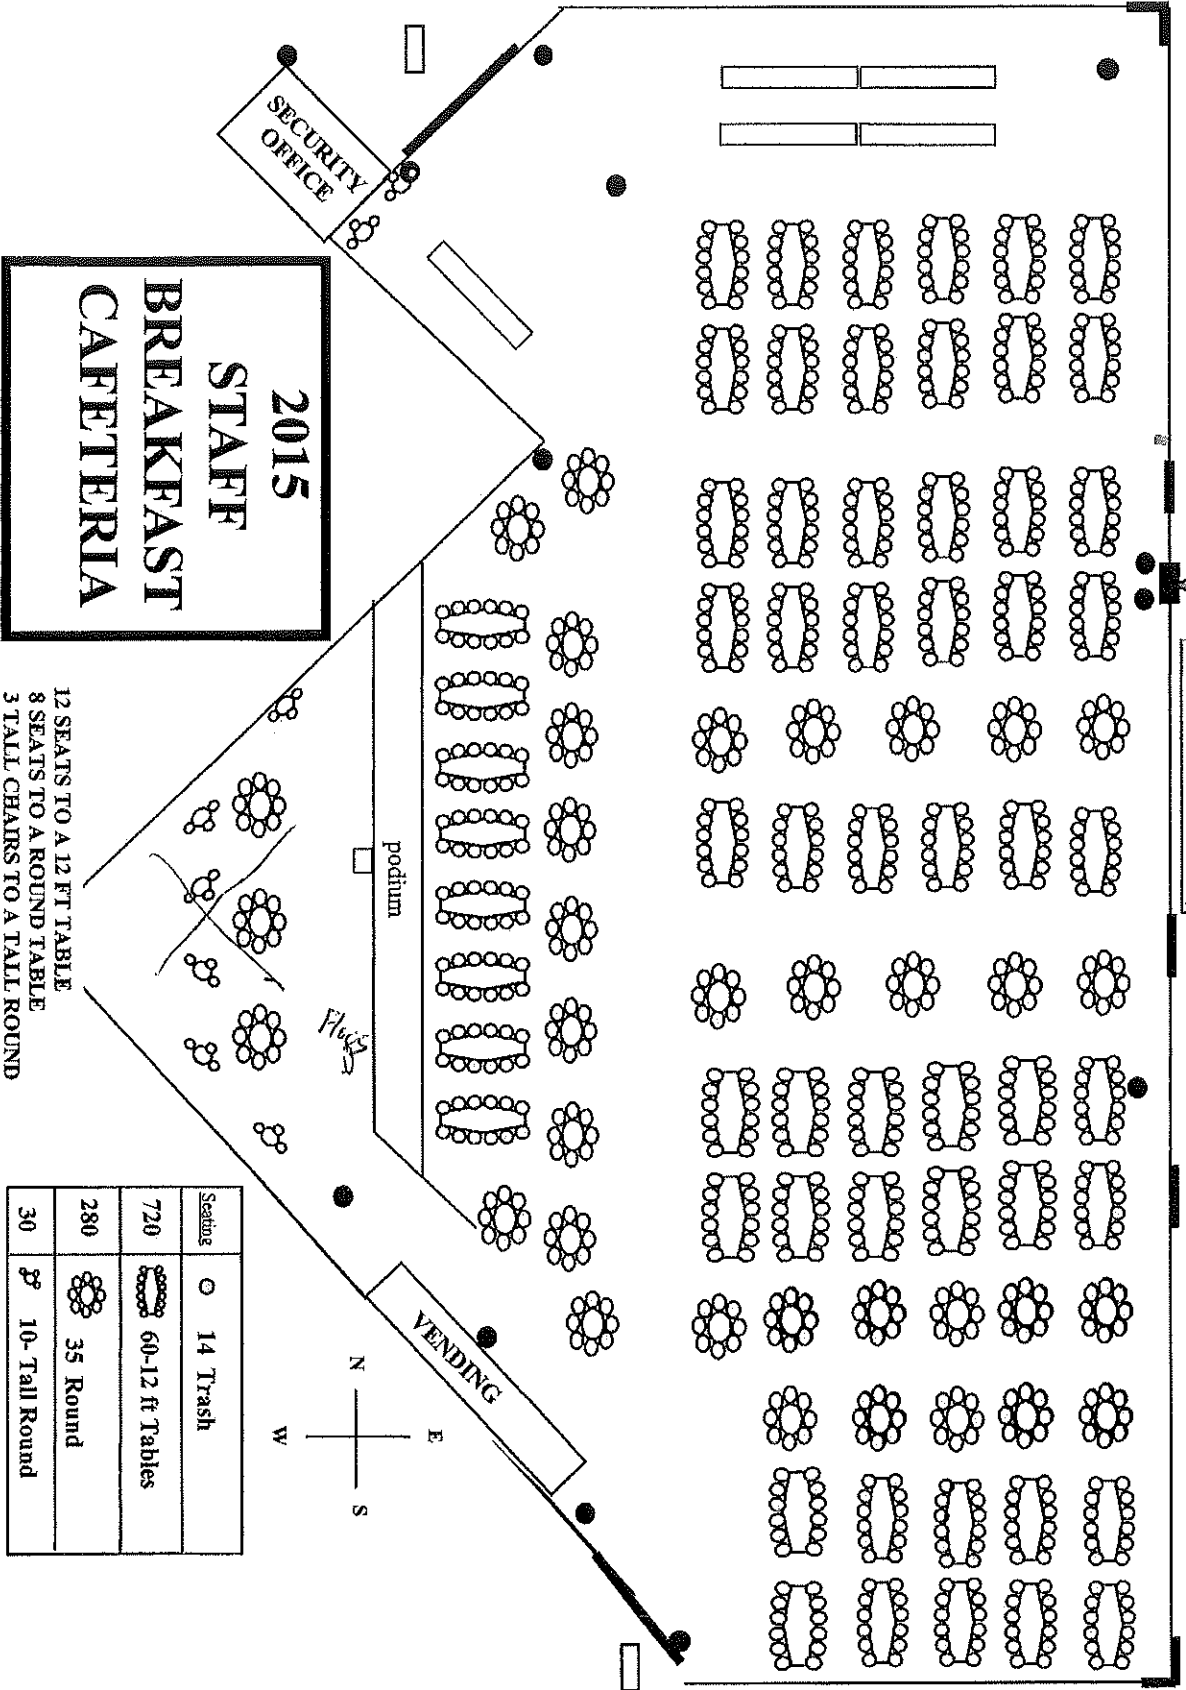 SECURITY
OFFICE
2015
STAFF
BREAKFAST
CAFETERIA
podium
Flags
VENDING
12 SEATS TO A 12 FT TABLE
8 SEATS TO A ROUND TABLE
3 TALL CHAIRS TO A TALL ROUND
N
E
S
W
Seating
14 Trash
720 60-12 ft Tables
280 35 Round
30 10- Tall Round